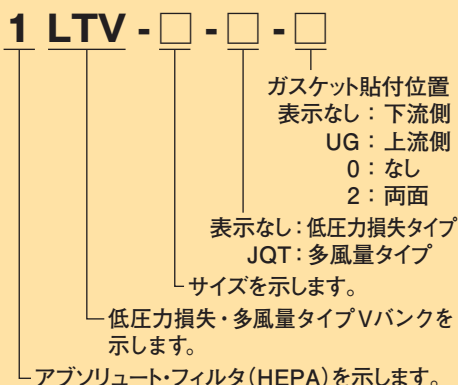 1 LTV - □ - □ - □
ガスケット貼付位置
表示なし：下流側
UG：上流側
0：なし
2：両面
表示なし：低圧力損失タイプ
JQT：多風量タイプ
サイズを示します。
低圧力損失・多風量タイプVバンクを
示します。
アブソリュート・フィルタ（HEPA）を示します。